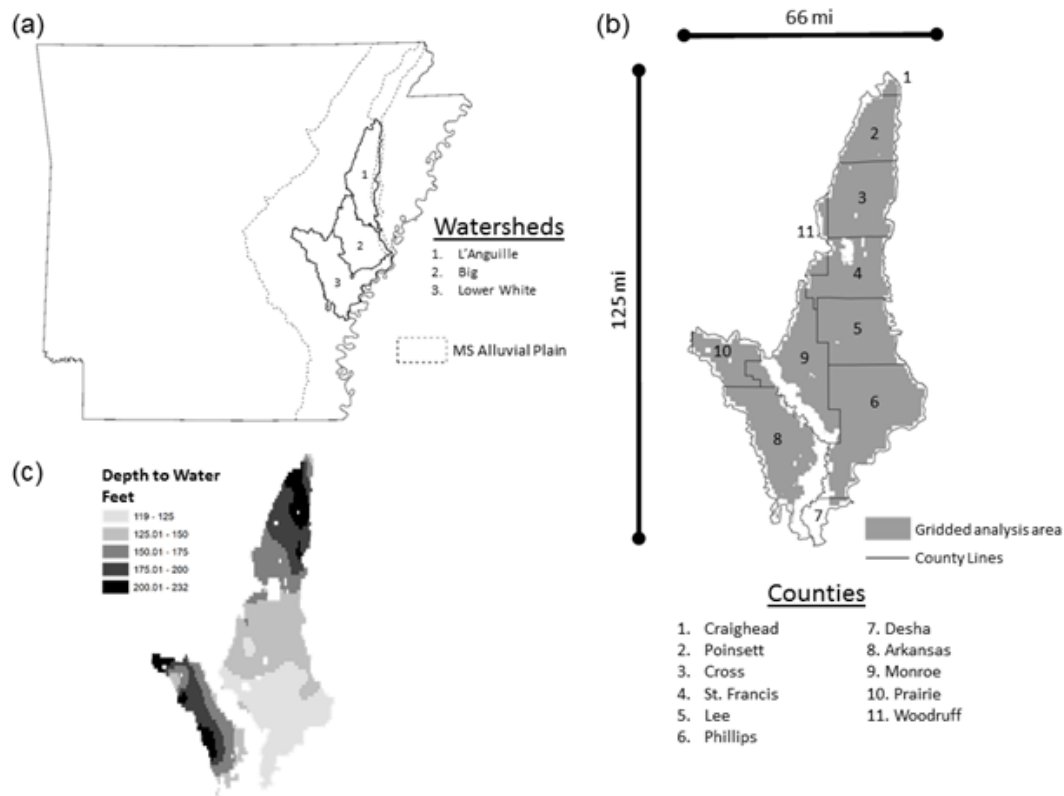 (a)
1
2
3
Watersheds
1. L'Anguille
2. Big
3. Lower White
MS Alluvial Plain
(b)
66 mi
125 mi
1
2
3
11
4
5
10
9
6
8
7
Gridded analysis area
County Lines
Counties
1. Craighead
2. Poinsett
3. Cross
4. St. Francis
5. Lee
6. Phillips
7. Desha
8. Arkansas
9. Monroe
10. Prairie
11. Woodruff
(c)
Depth to Water
Feet
119 - 125
125.01 - 150
150.01 - 175
175.01 - 200
200.01 - 232